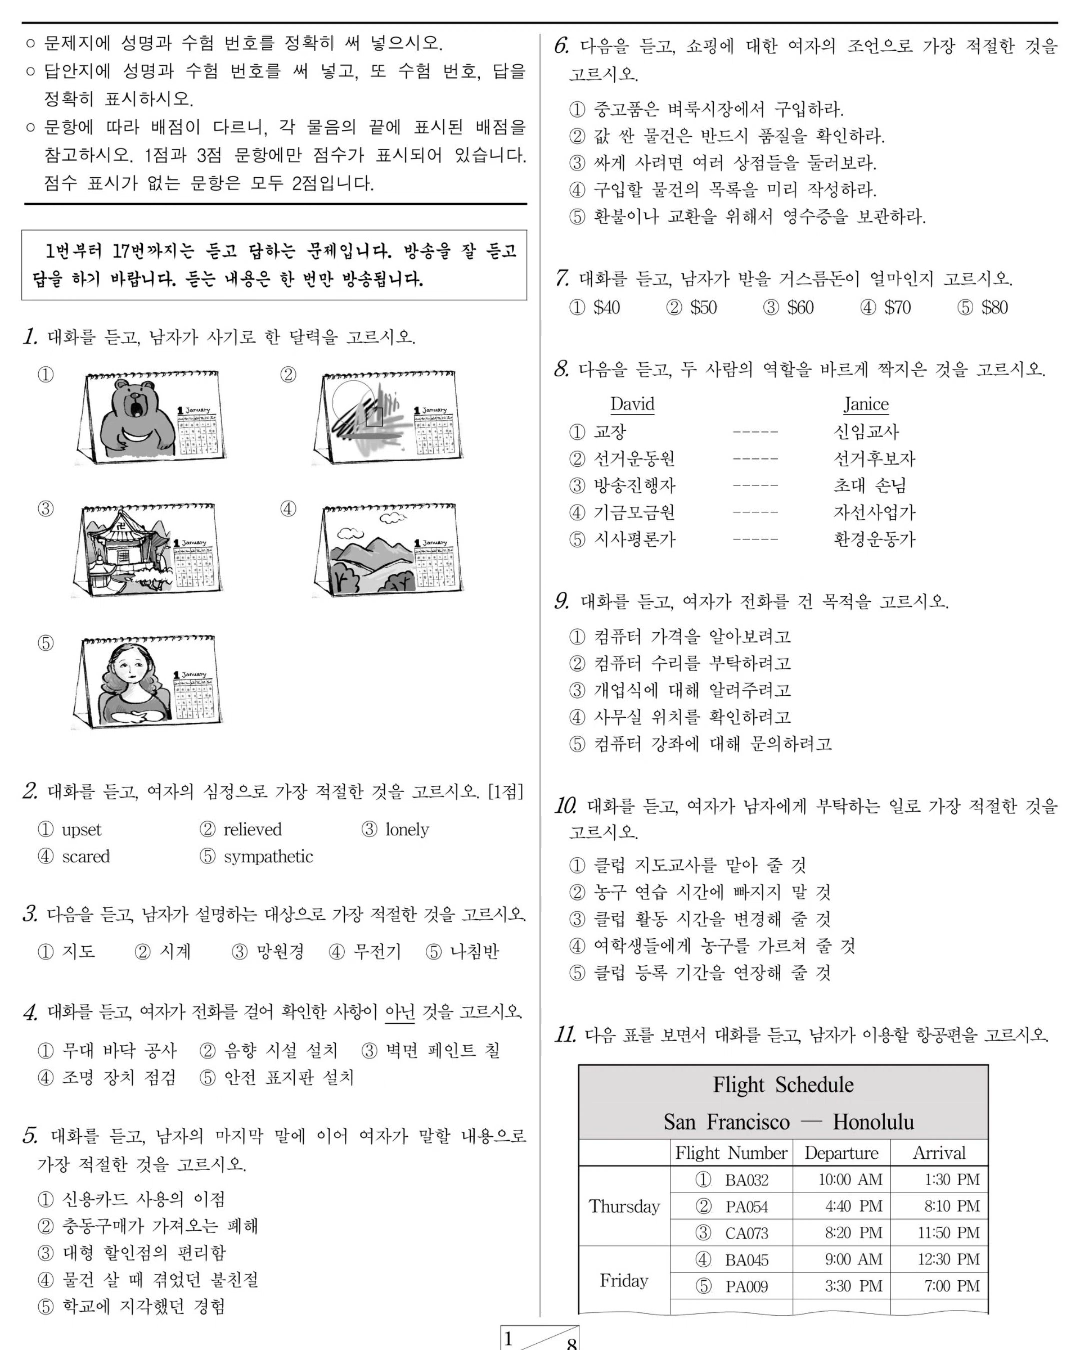 ○ 문제지에 성명과 수험 번호를 정확히 써 넣으시오.
○ 답안지에 성명과 수험 번호를 써 넣고, 또 수험 번호, 답을
정확히 표시하시오.
○ 문항에 따라 배점이 다르니, 각 물음의 끝에 표시된 배점을
참고하시오. 1점과 3점 문항에만 점수가 표시되어 있습니다.
점수 표시가 없는 문항은 모두 2점입니다.
1번부터 17번까지는 듣고 답하는 문제입니다. 방송을 잘 듣고
답을 하기 바랍니다. 듣는 내용은 한 번만 방송됩니다.
1. 대화를 듣고, 남자가 사기로 한 달력을 고르시오.
① ②
1 January 1 January
③ ④
1 January 1 January
⑤
1 January
2. 대화를 듣고, 여자의 심정으로 가장 적절한 것을 고르시오. [1점]
① upset ② relieved ③ lonely
④ scared ⑤ sympathetic
3. 다음을 듣고, 남자가 설명하는 대상으로 가장 적절한 것을 고르시오.
① 지도 ② 시계 ③ 망원경 ④ 무전기 ⑤ 나침반
4. 대화를 듣고, 여자가 전화를 걸어 확인한 사항이 아닌 것을 고르시오.
① 무대 바닥 공사 ② 음향 시설 설치 ③ 벽면 페인트 칠
④ 조명 장치 점검 ⑤ 안전 표지판 설치
5. 대화를 듣고, 남자의 마지막 말에 이어 여자가 말할 내용으로
가장 적절한 것을 고르시오.
① 신용카드 사용의 이점
② 충동구매가 가져오는 폐해
③ 대형 할인점의 편리함
④ 물건 살 때 겪었던 불친절
⑤ 학교에 지각했던 경험
6. 다음을 듣고, 쇼핑에 대한 여자의 조언으로 가장 적절한 것을
고르시오.
① 중고품은 벼룩시장에서 구입하라.
② 값 싼 물건은 반드시 품질을 확인하라.
③ 싸게 사려면 여러 상점들을 둘러보라.
④ 구입할 물건의 목록을 미리 작성하라.
⑤ 환불이나 교환을 위해서 영수증을 보관하라.
7. 대화를 듣고, 남자가 받을 거스름돈이 얼마인지 고르시오.
① $40 ② $50 ③ $60 ④ $70 ⑤ $80
8. 다음을 듣고, 두 사람의 역할을 바르게 짝지은 것을 고르시오.
David Janice
① 교장 ----- 신임교사
② 선거운동원 ----- 선거후보자
③ 방송진행자 ----- 초대 손님
④ 기금모금원 ----- 자선사업가
⑤ 시사평론가 ----- 환경운동가
9. 대화를 듣고, 여자가 전화를 건 목적을 고르시오.
① 컴퓨터 가격을 알아보려고
② 컴퓨터 수리를 부탁하려고
③ 개업식에 대해 알려주려고
④ 사무실 위치를 확인하려고
⑤ 컴퓨터 강좌에 대해 문의하려고
10. 대화를 듣고, 여자가 남자에게 부탁하는 일로 가장 적절한 것을
고르시오.
① 클럽 지도교사를 맡아 줄 것
② 농구 연습 시간에 빠지지 말 것
③ 클럽 활동 시간을 변경해 줄 것
④ 여학생들에게 농구를 가르쳐 줄 것
⑤ 클럽 등록 기간을 연장해 줄 것
11. 다음 표를 보면서 대화를 듣고, 남자가 이용할 항공편을 고르시오.
Flight Schedule
San Francisco — Honolulu
Flight Number Departure Arrival
Thursday
① BA032 10:00 AM 1:30 PM
② PA054 4:40 PM 8:10 PM
③ CA073 8:20 PM 11:50 PM
Friday
④ BA045 9:00 AM 12:30 PM
⑤ PA009 3:30 PM 7:00 PM
1 8